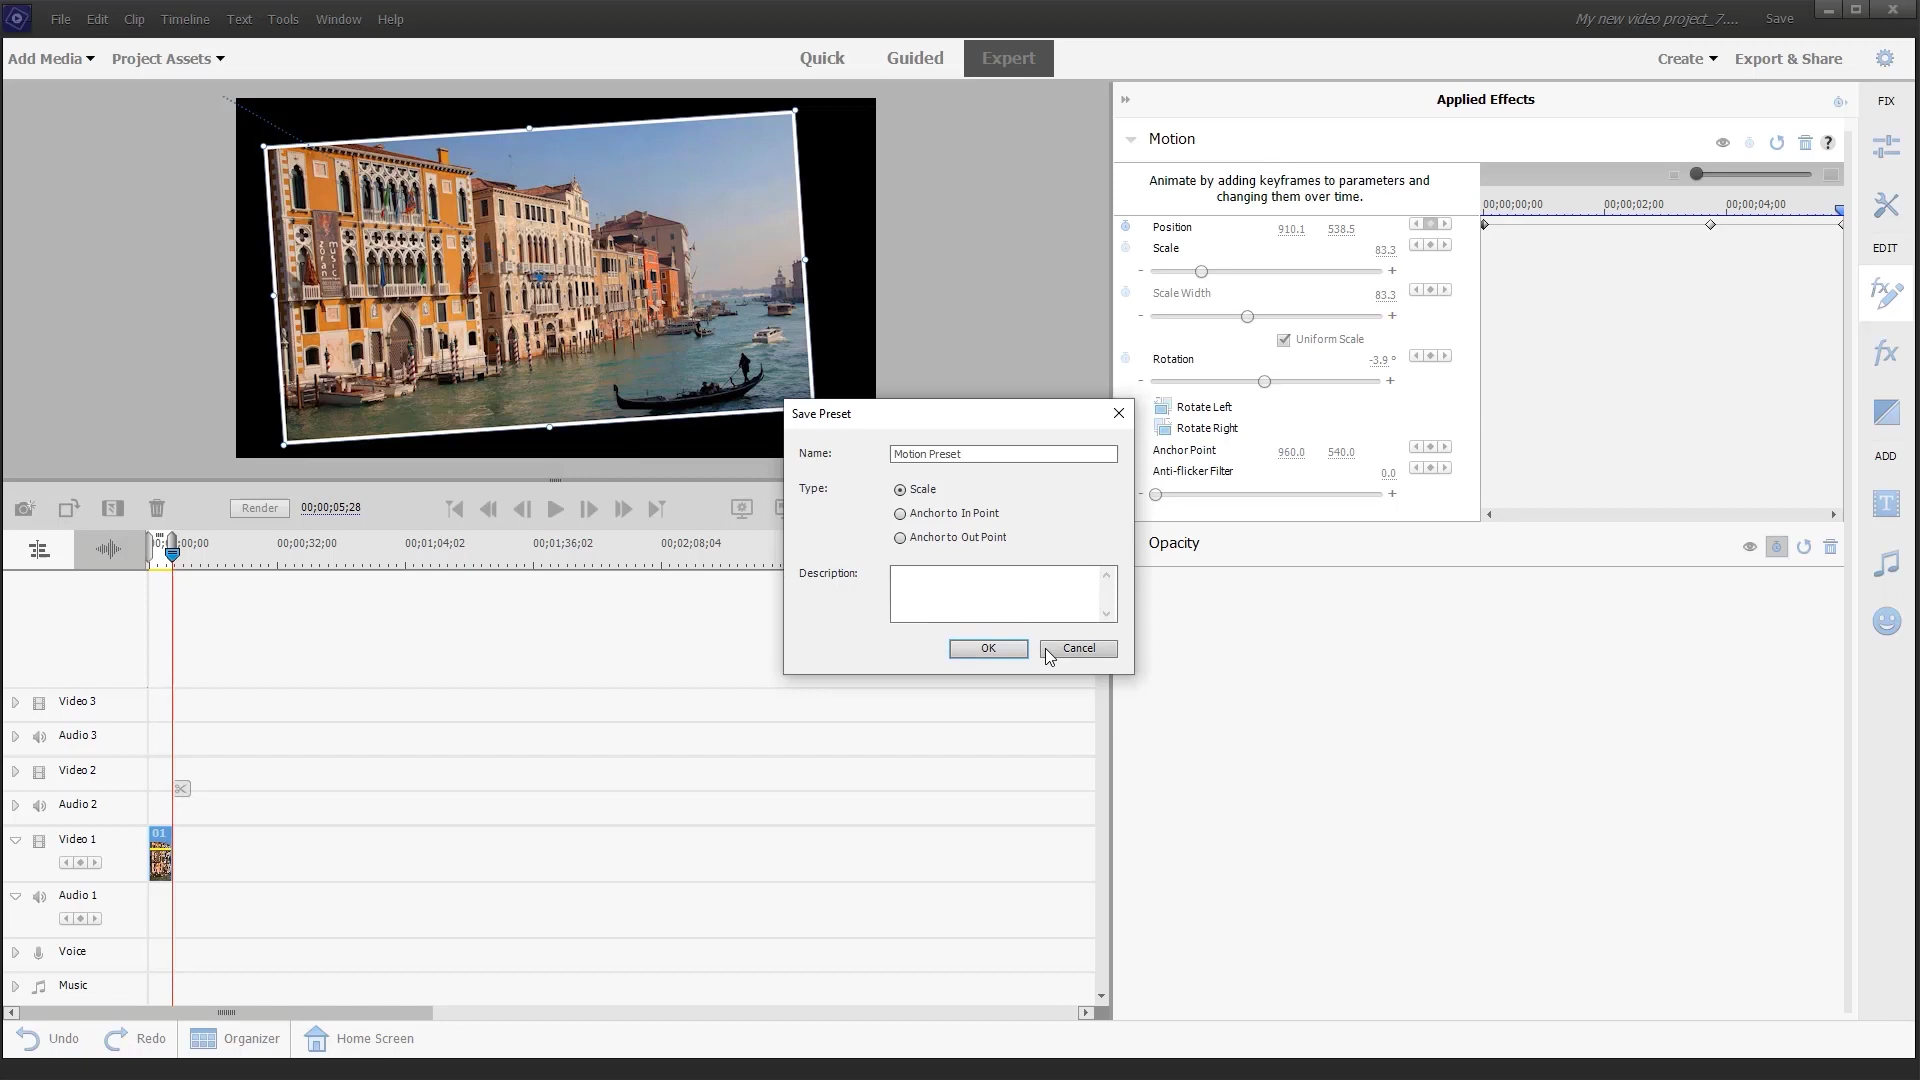 File Edit Clip Timeline Text Tools Window Help
My new video project_7.... Save
Add Media Project Assets
Quick Guided Expert
Create Export & Share
Applied Effects
FIX
Motion
Animate by adding keyframes to parameters and
changing them over time.
00;00;00;00 00;00;02;00 00;00;04;00
Position 910.1 538.5
Scale 83.3
EDIT
- +
Scale Width 83.3
- +
Uniform Scale
Rotation -3.9 °
- +
Rotate Left
Rotate Right
Anchor Point 960.0 540.0
ADD
Anti-flicker Filter 0.0
- +
Opacity
Save Preset
Name: Motion Preset
Type: Scale
Anchor to In Point
Anchor to Out Point
Description:
OK Cancel
Render 00;00;05;28
;00;00 00;00;32;00 00;01;04;02 00;01;36;02 00;02;08;04
Video 3
Audio 3
Video 2
Audio 2
Video 1
01
Audio 1
Voice
Music
Undo Redo Organizer Home Screen